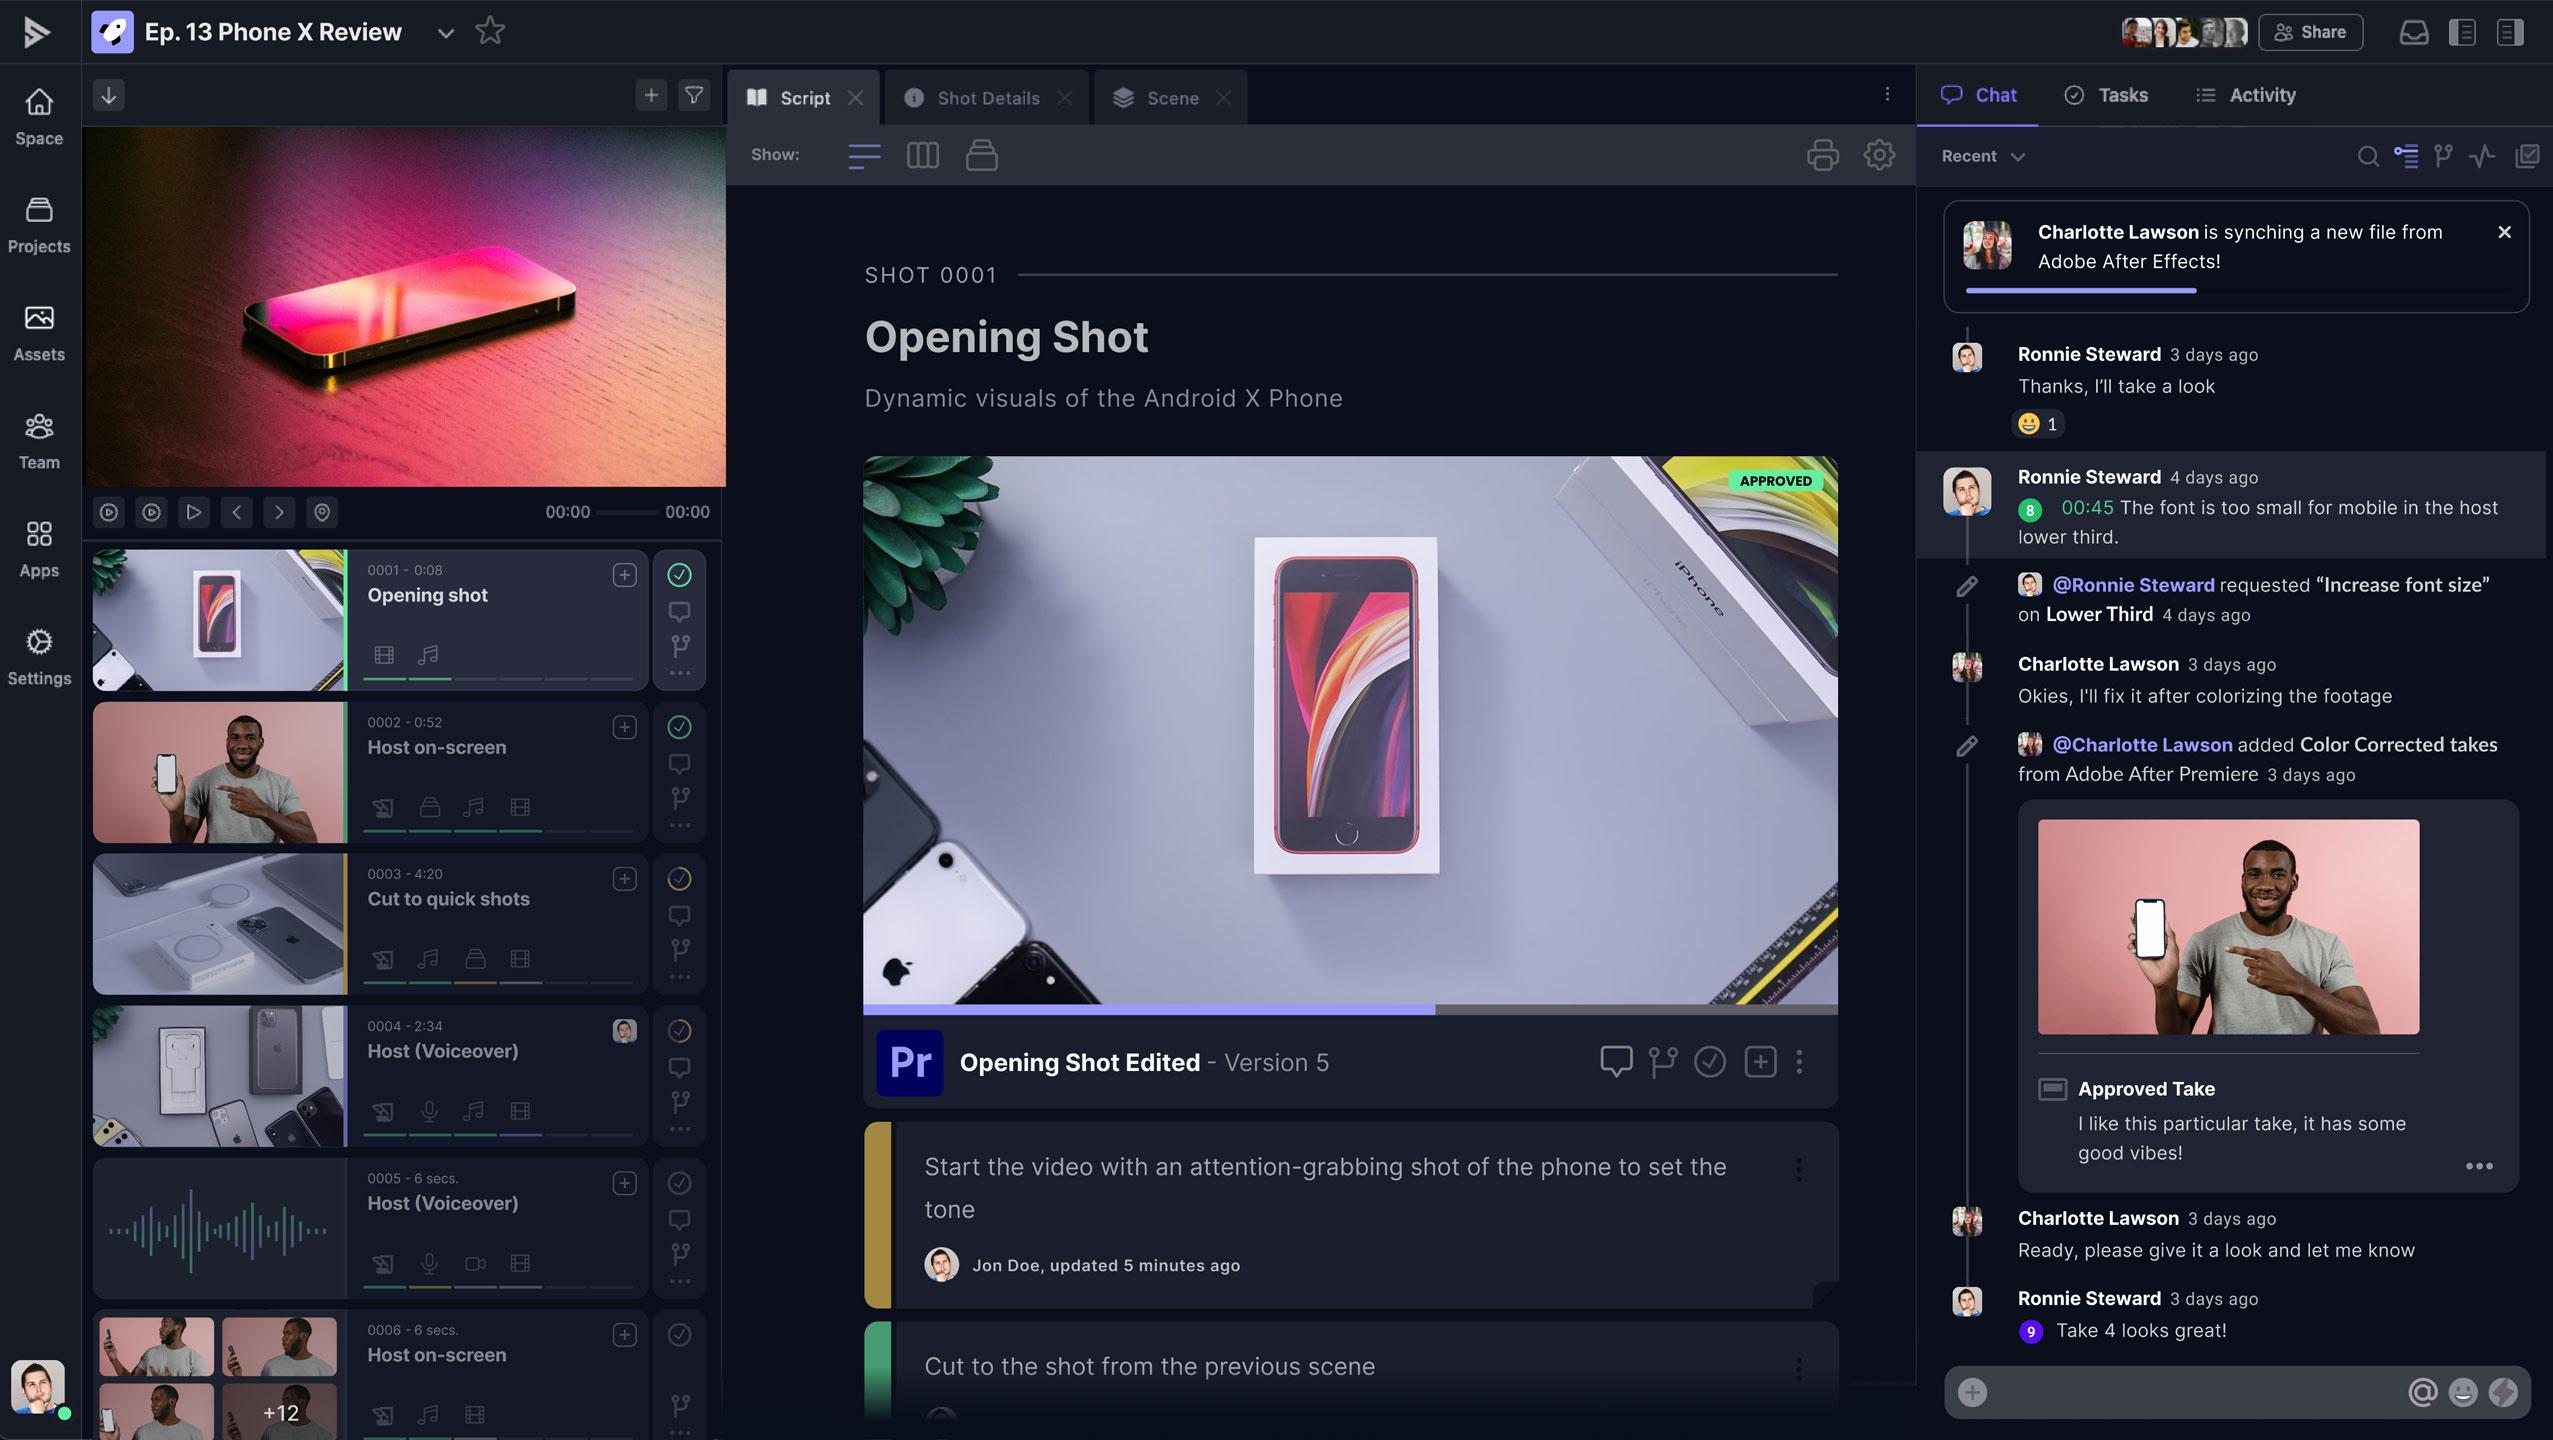 Ep. 13 Phone X Review
Share
Space
Projects
Assets
Team
Apps
Settings
00:00
00:00
0001 - 0:08
Opening shot
0002 - 0:52
Host on-screen
0003 - 4:20
Cut to quick shots
0004 - 2:34
Host (Voiceover)
0005 - 6 secs.
Host (Voiceover)
0006 - 6 secs.
Host on-screen
+12
Script
Shot Details
Scene
Show:
SHOT 0001
Opening Shot
Dynamic visuals of the Android X Phone
APPROVED
iPhone
iPhone
Pr
Opening Shot Edited - Version 5
Start the video with an attention-grabbing shot of the phone to set the
tone
Jon Doe, updated 5 minutes ago
Cut to the shot from the previous scene
Chat
Tasks
Activity
Recent
Charlotte Lawson is synching a new file from
Adobe After Effects!
Ronnie Steward 3 days ago
Thanks, I’ll take a look
😀 1
Ronnie Steward 4 days ago
8 00:45 The font is too small for mobile in the host
lower third.
@Ronnie Steward requested “Increase font size”
on Lower Third 4 days ago
Charlotte Lawson 3 days ago
Okies, I'll fix it after colorizing the footage
@Charlotte Lawson added Color Corrected takes
from Adobe After Premiere 3 days ago
Approved Take
I like this particular take, it has some
good vibes!
Charlotte Lawson 3 days ago
Ready, please give it a look and let me know
Ronnie Steward 3 days ago
9 Take 4 looks great!